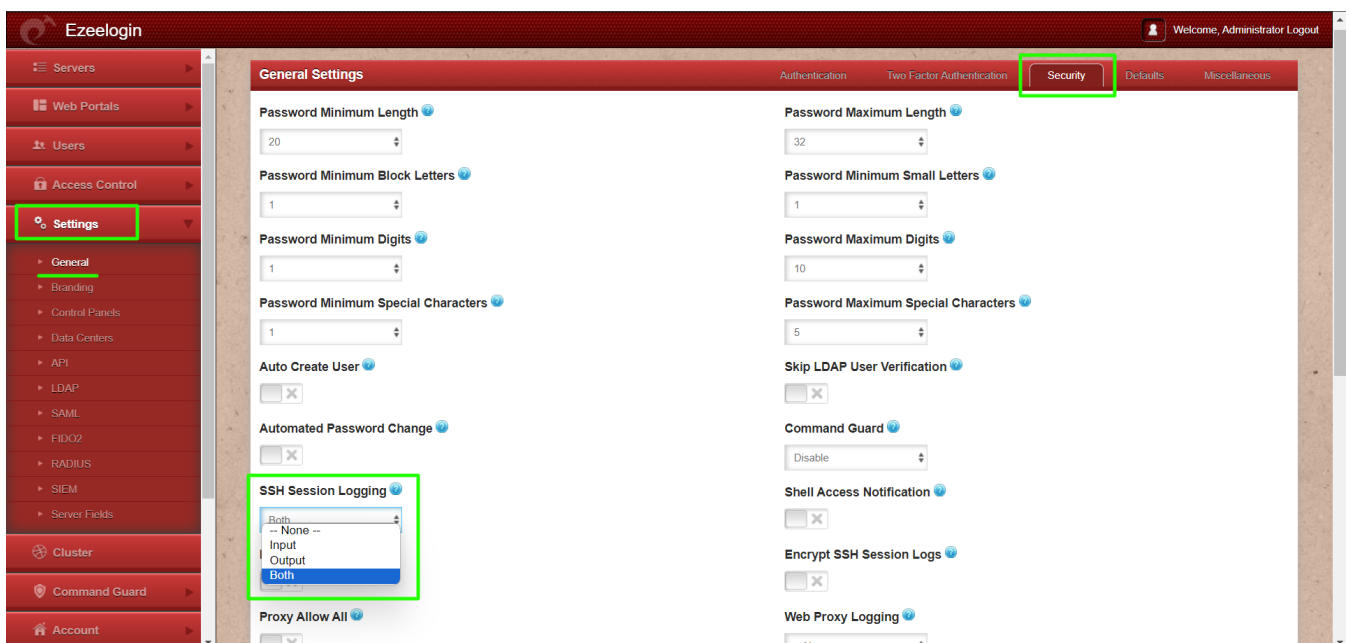 Ezeelogin
Welcome, Administrator Logout
Servers
Web Portals
Users
Access Control
Settings
General
Branding
Control Panels
Data Centers
API
LDAP
SAML
FIDO2
RADIUS
SIEM
Server Fields
Cluster
Command Guard
Account
General Settings
Authentication Two Factor Authentication Security Defaults Miscellaneous
Password Minimum Length Password Maximum Length
20 32
Password Minimum Block Letters Password Minimum Small Letters
1 1
Password Minimum Digits Password Maximum Digits
1 10
Password Minimum Special Characters Password Maximum Special Characters
1 5
Auto Create User Skip LDAP User Verification
Automated Password Change Command Guard
Disable
SSH Session Logging Shell Access Notification
Both
-- None --
Input
Output
Both
Encrypt SSH Session Logs
Proxy Allow All Web Proxy Logging